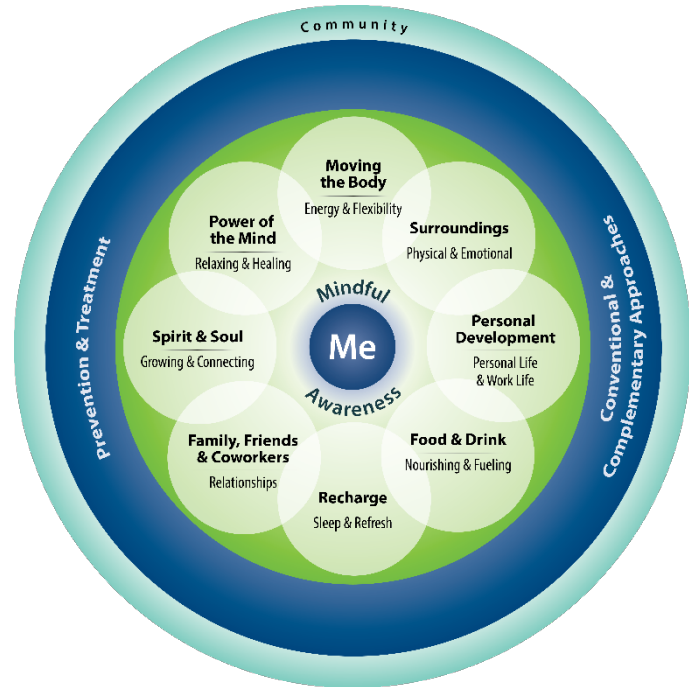 Community
Prevention & Treatment
Conventional &
Complementary Approaches
Moving
the Body
Energy & Flexibility
Surroundings
Physical & Emotional
Personal
Development
Personal Life
& Work Life
Food & Drink
Nourishing & Fueling
Recharge
Sleep & Refresh
Family, Friends
& Coworkers
Relationships
Spirit & Soul
Growing & Connecting
Power of
the Mind
Relaxing & Healing
Mindful
Me
Awareness